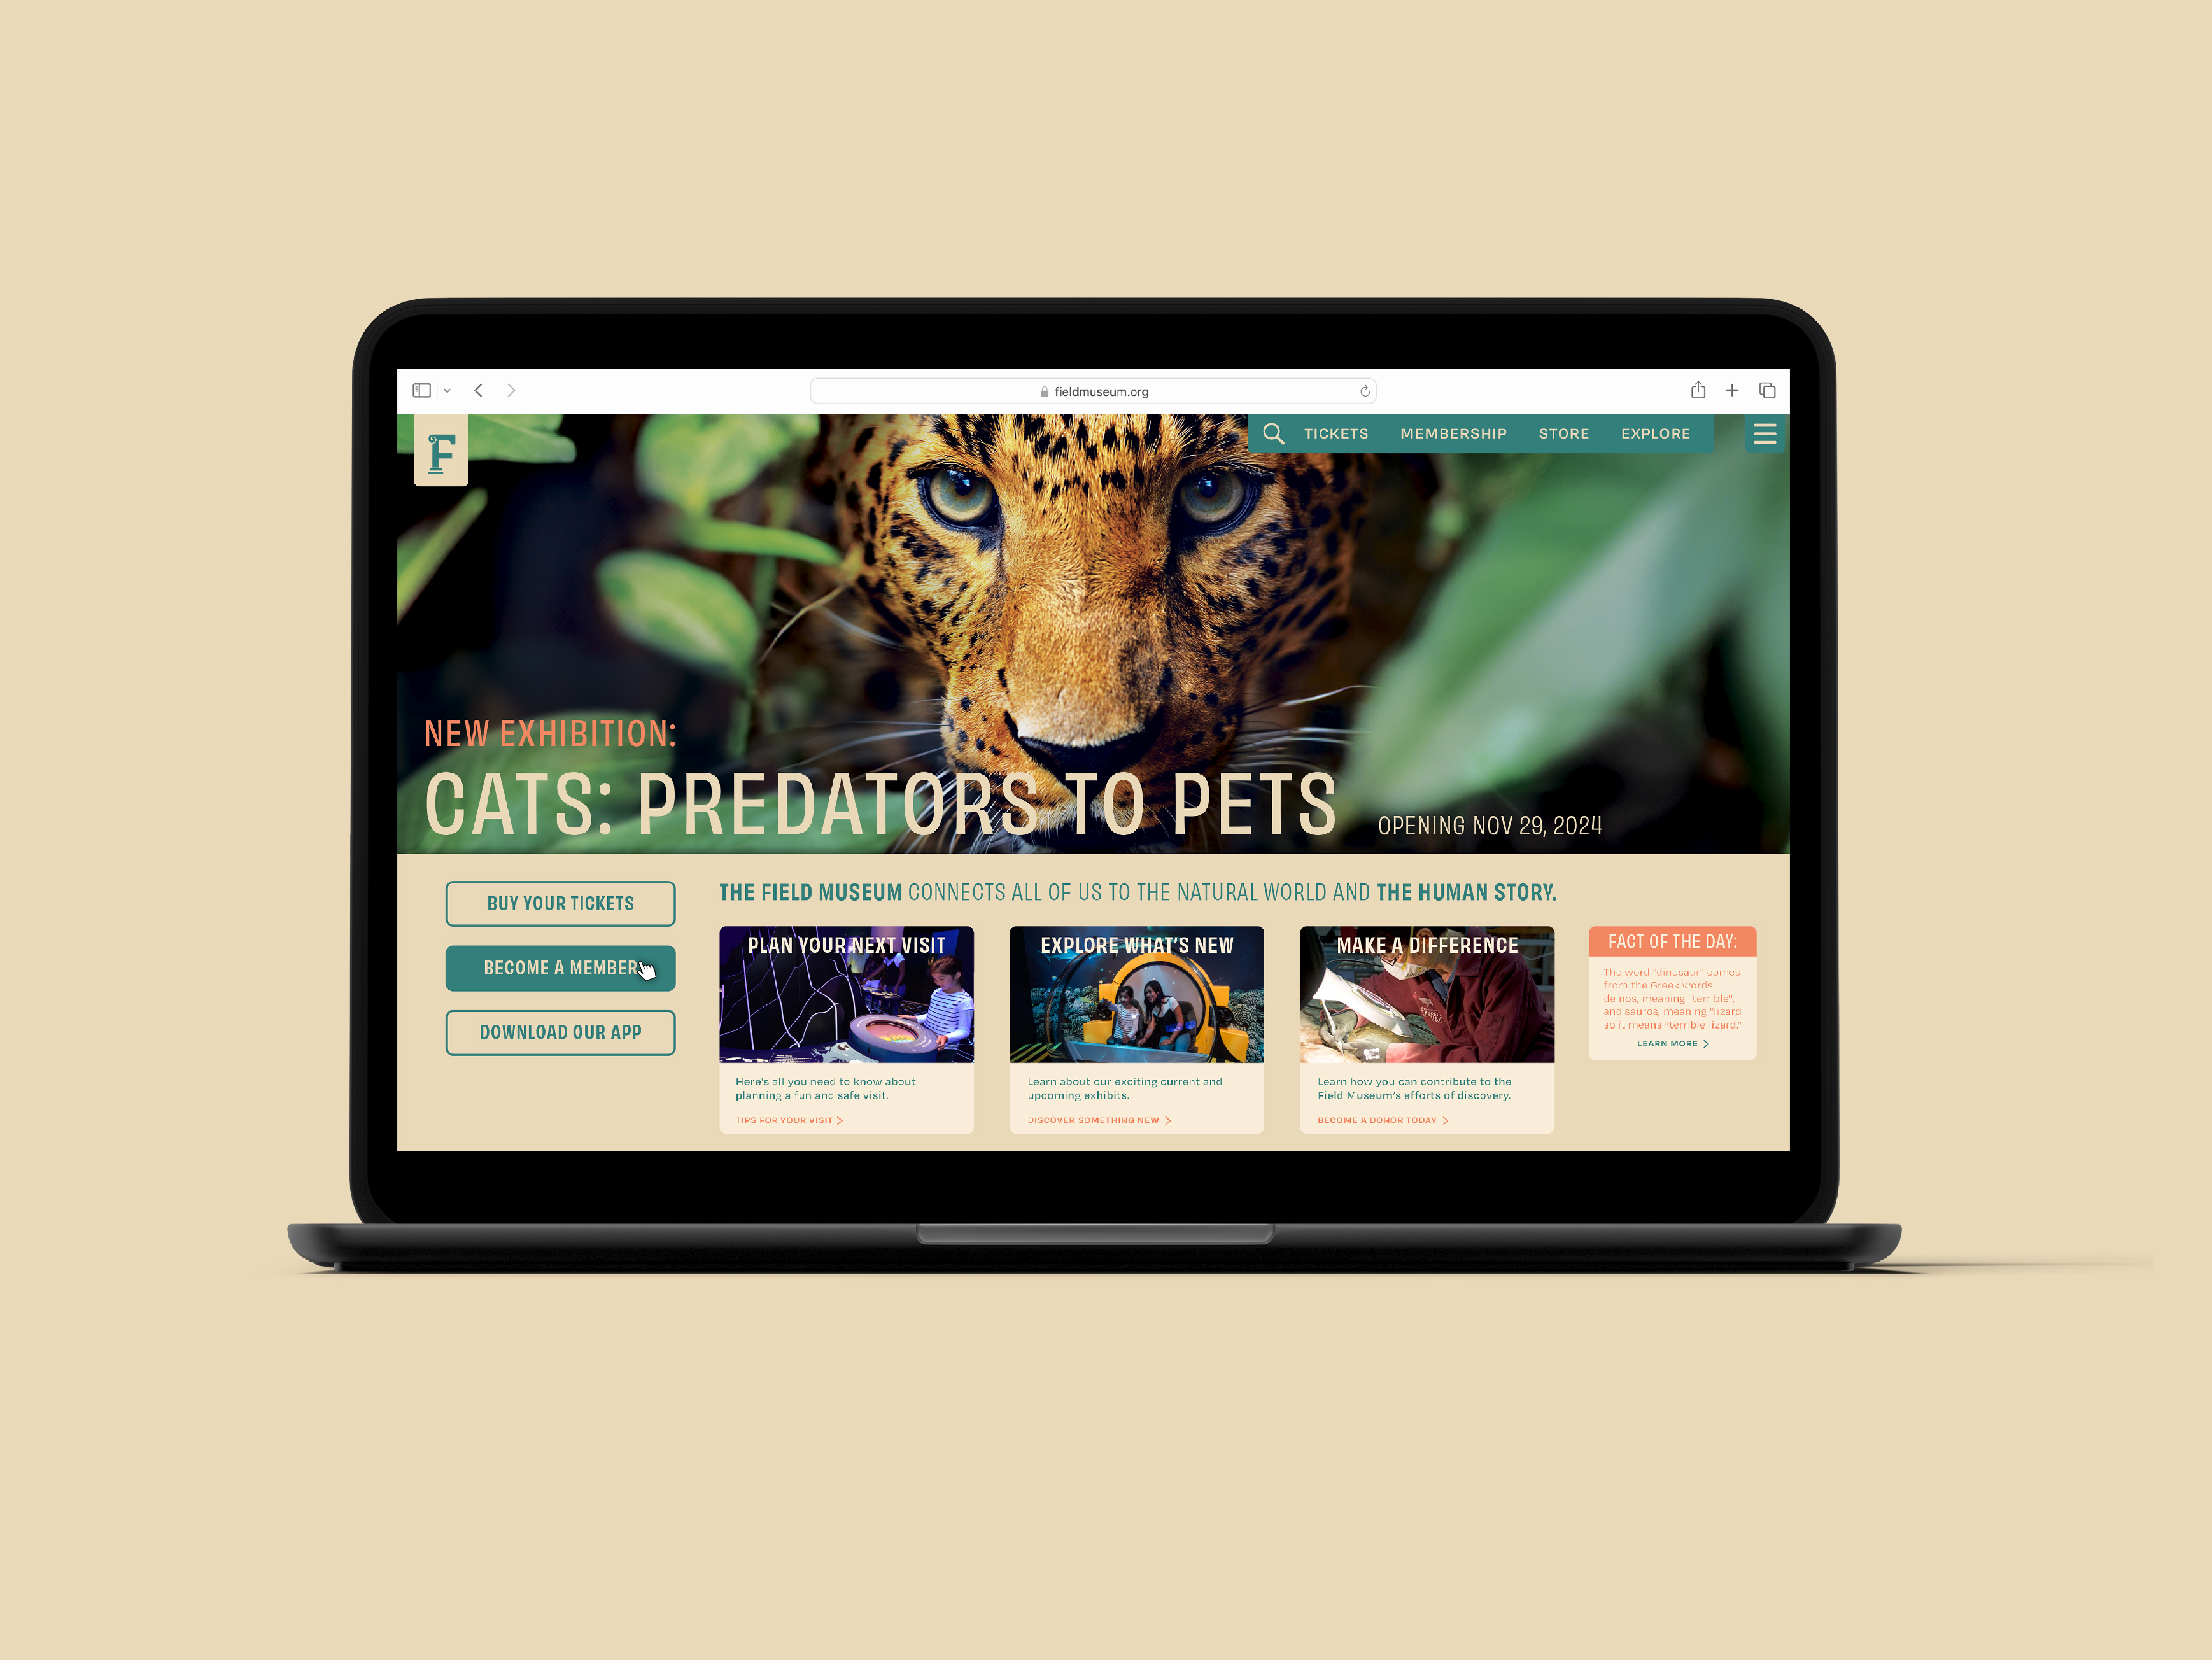 fieldmuseum.org
F
TICKETS MEMBERSHIP STORE EXPLORE
NEW EXHIBITION:
CATS: PREDATORS TO PETS
OPENING NOV 29, 2024
BUY YOUR TICKETS
BECOME A MEMBER
DOWNLOAD OUR APP
THE FIELD MUSEUM CONNECTS ALL OF US TO THE NATURAL WORLD AND THE HUMAN STORY.
PLAN YOUR NEXT VISIT
Here's all you need to know about
planning a fun and safe visit.
TIPS FOR YOUR VISIT >
EXPLORE WHAT'S NEW
Learn about our exciting current and
upcoming exhibits.
DISCOVER SOMETHING NEW >
MAKE A DIFFERENCE
Learn how you can contribute to the
Field Museum's efforts of discovery.
BECOME A DONOR TODAY >
FACT OF THE DAY:
The word "dinosaur" comes
from the Greek words
deinos, meaning "terrible",
and sauros, meaning "lizard
so it means "terrible lizard."
LEARN MORE >